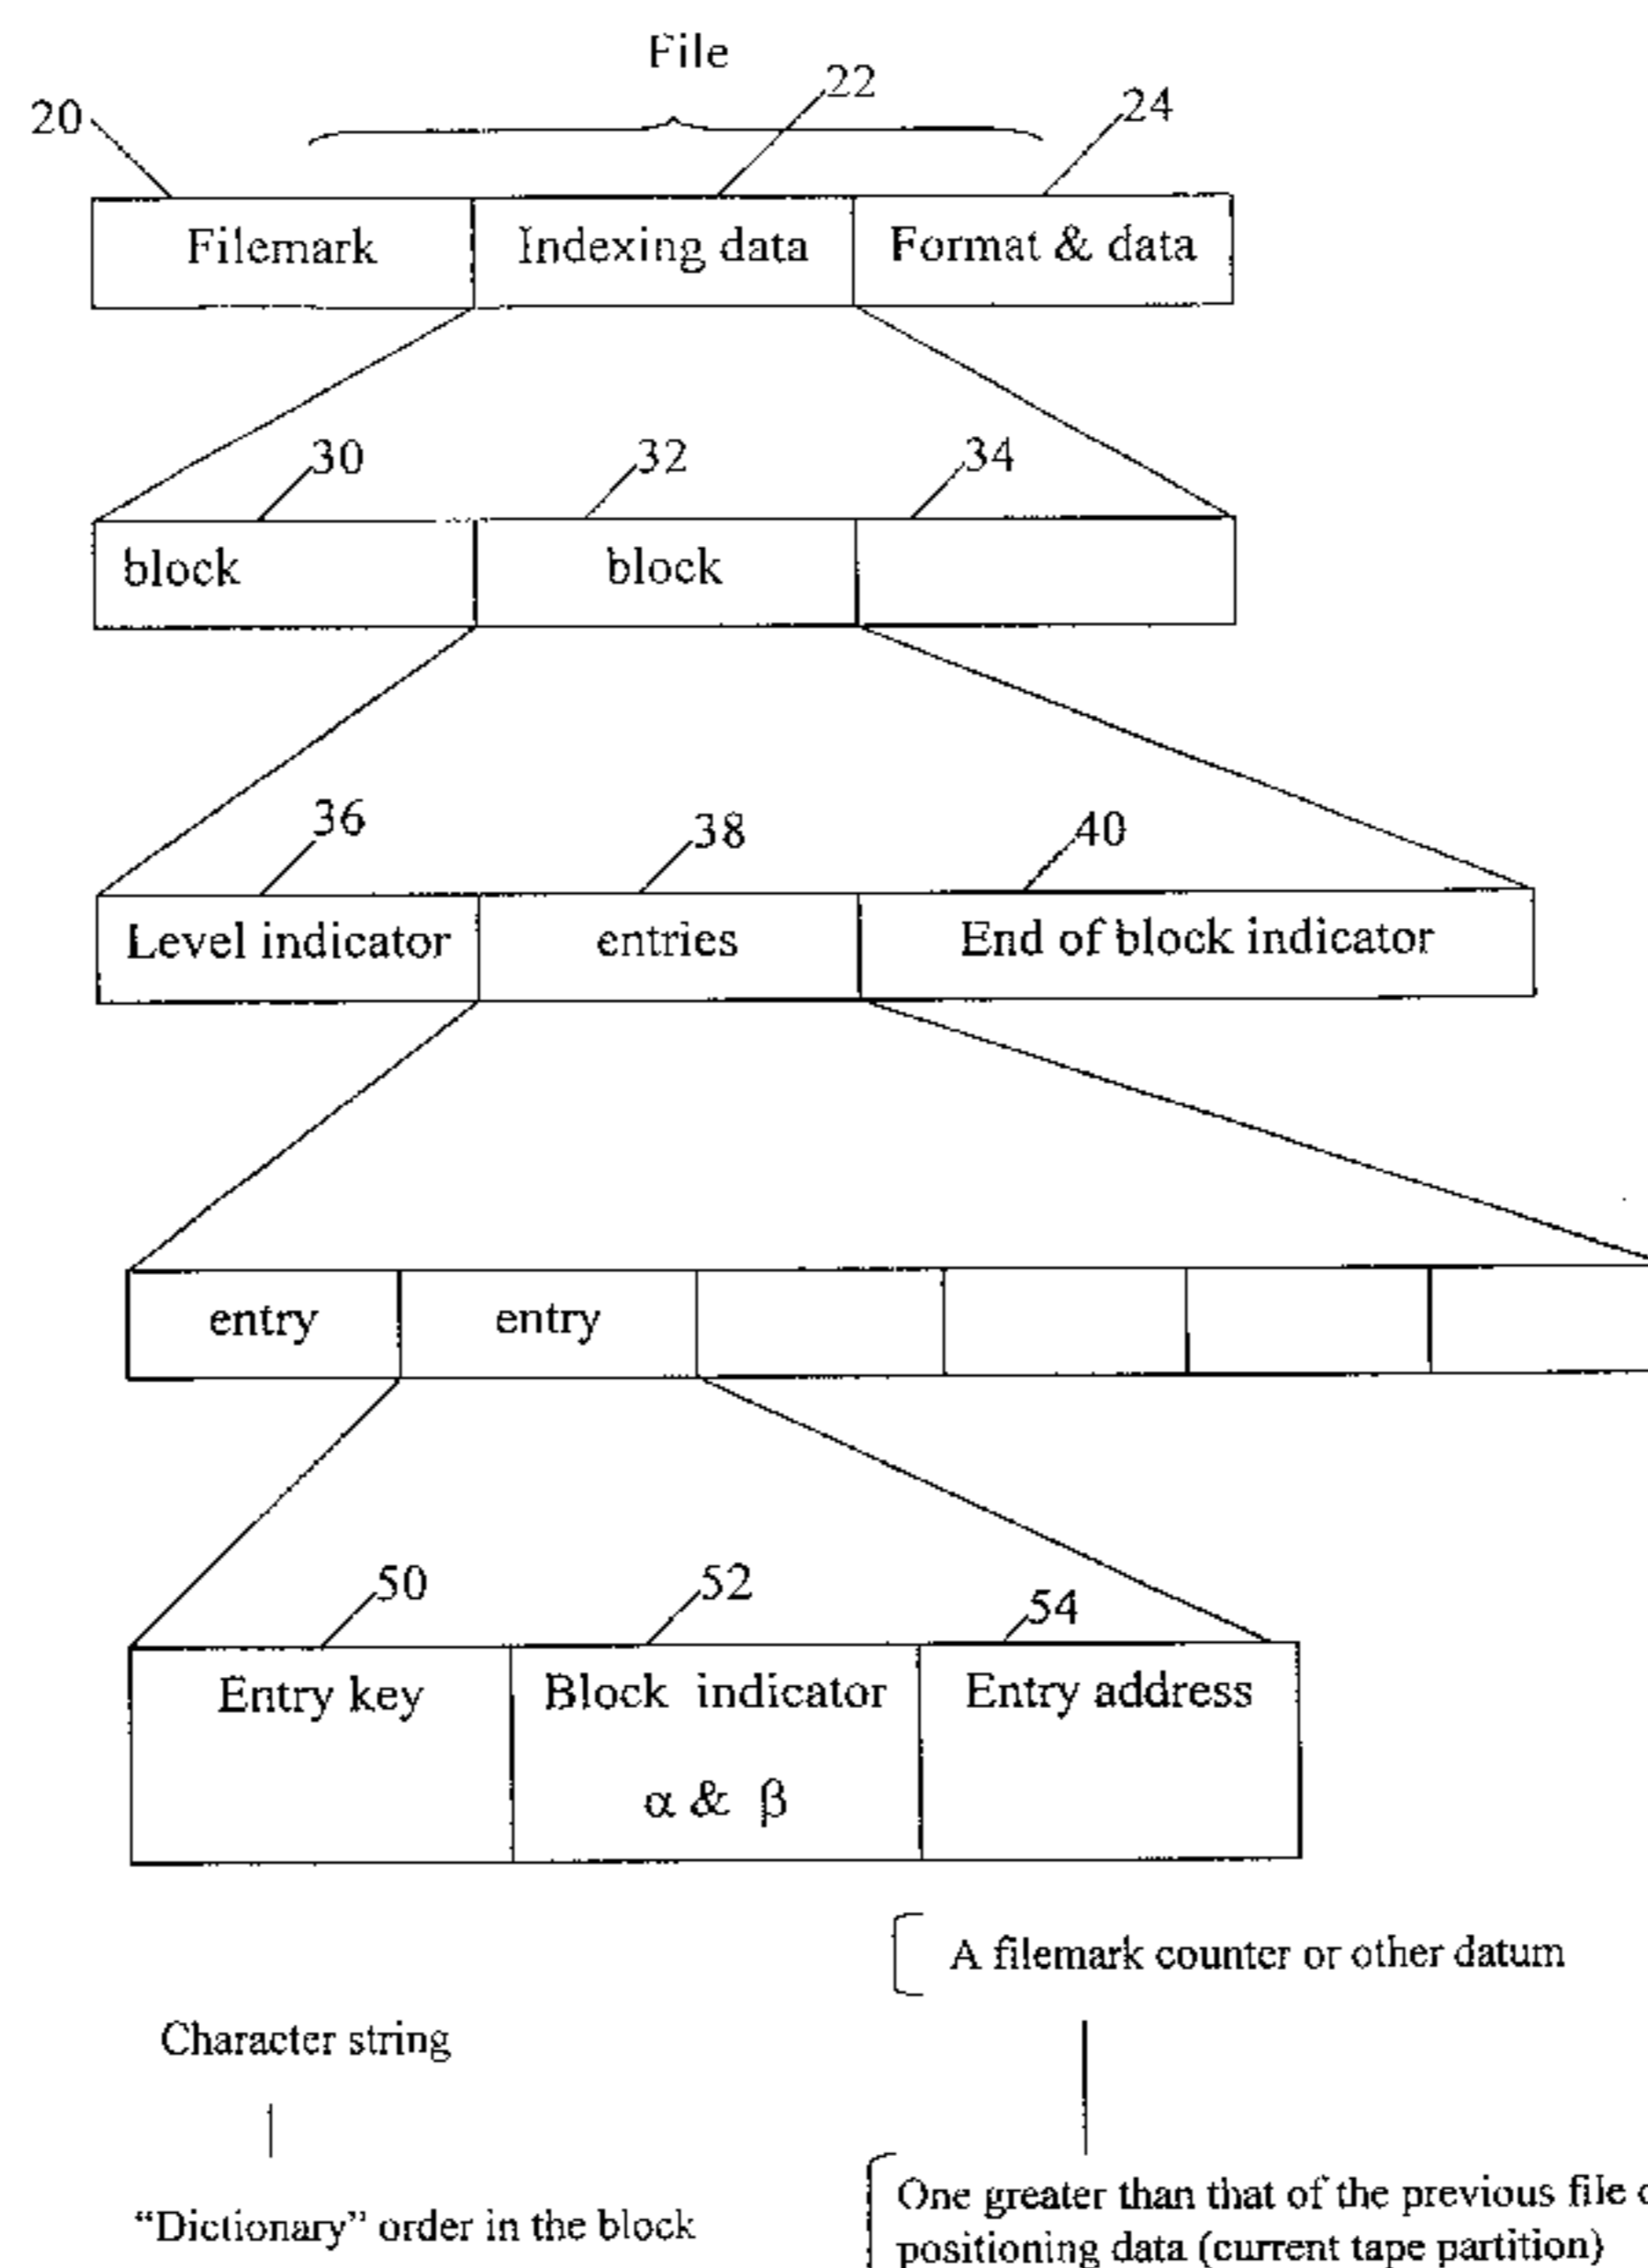 File
20
22
24
Filemark
Indexing data
Format & data
30
32
34
block
block
36
38
40
Level indicator
entries
End of block indicator
entry
entry
50
52
54
Entry key
Block indicator
Entry address
α & β
A filemark counter or other datum
Character string
"Dictionary" order in the block
One greater than that of the previous file
positioning data (current tape partition)